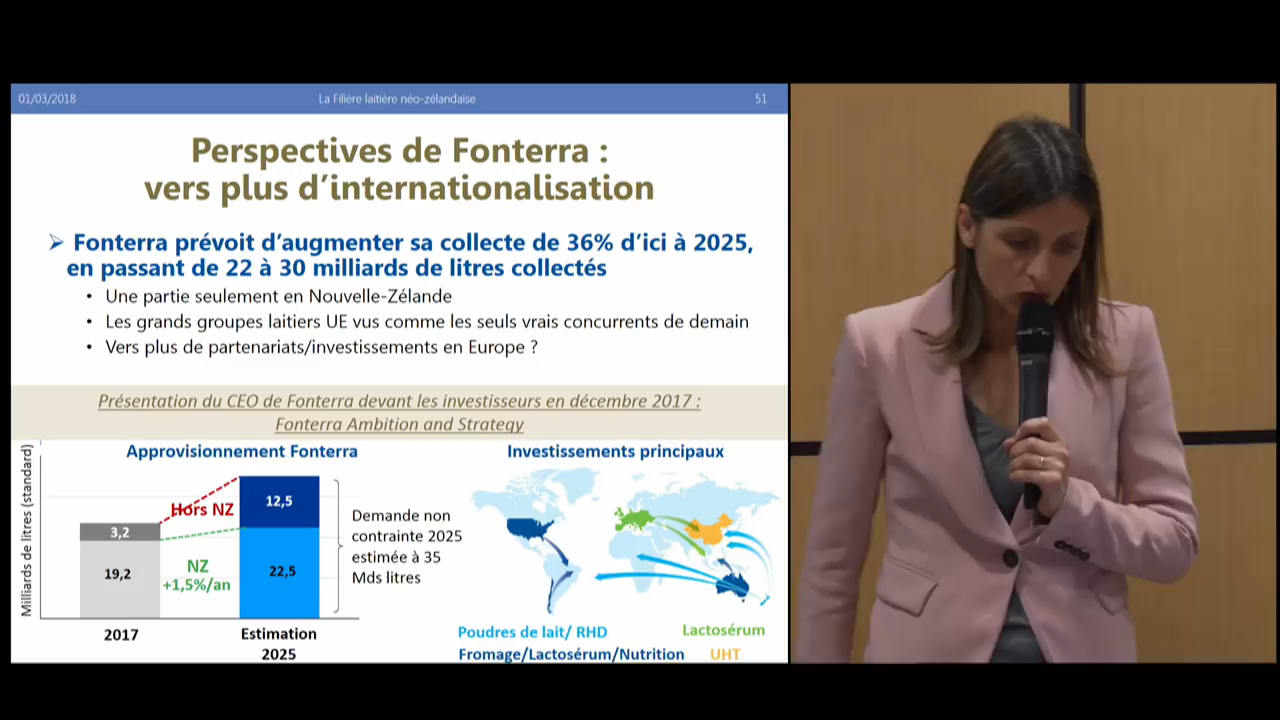 01/03/2018 La Filière laitière néo-zélandaise 51
Perspectives de Fonterra :
vers plus d'internationalisation
➢ Fonterra prévoit d'augmenter sa collecte de 36% d'ici à 2025,
en passant de 22 à 30 milliards de litres collectés
• Une partie seulement en Nouvelle-Zélande
• Les grands groupes laitiers UE vus comme les seuls vrais concurrents de demain
• Vers plus de partenariats/investissements en Europe ?
Présentation du CEO de Fonterra devant les investisseurs en décembre 2017 :
Fonterra Ambition and Strategy
Milliards de litres (standard)
Approvisionnement Fonterra
Hors NZ
12,5
3,2
19,2
NZ
+1,5%/an
22,5
2017
Estimation
2025
Demande non
contrainte 2025
estimée à 35
Mds litres
Investissements principaux
Poudres de lait/ RHD
Lactosérum
Fromage/Lactosérum/Nutrition
UHT